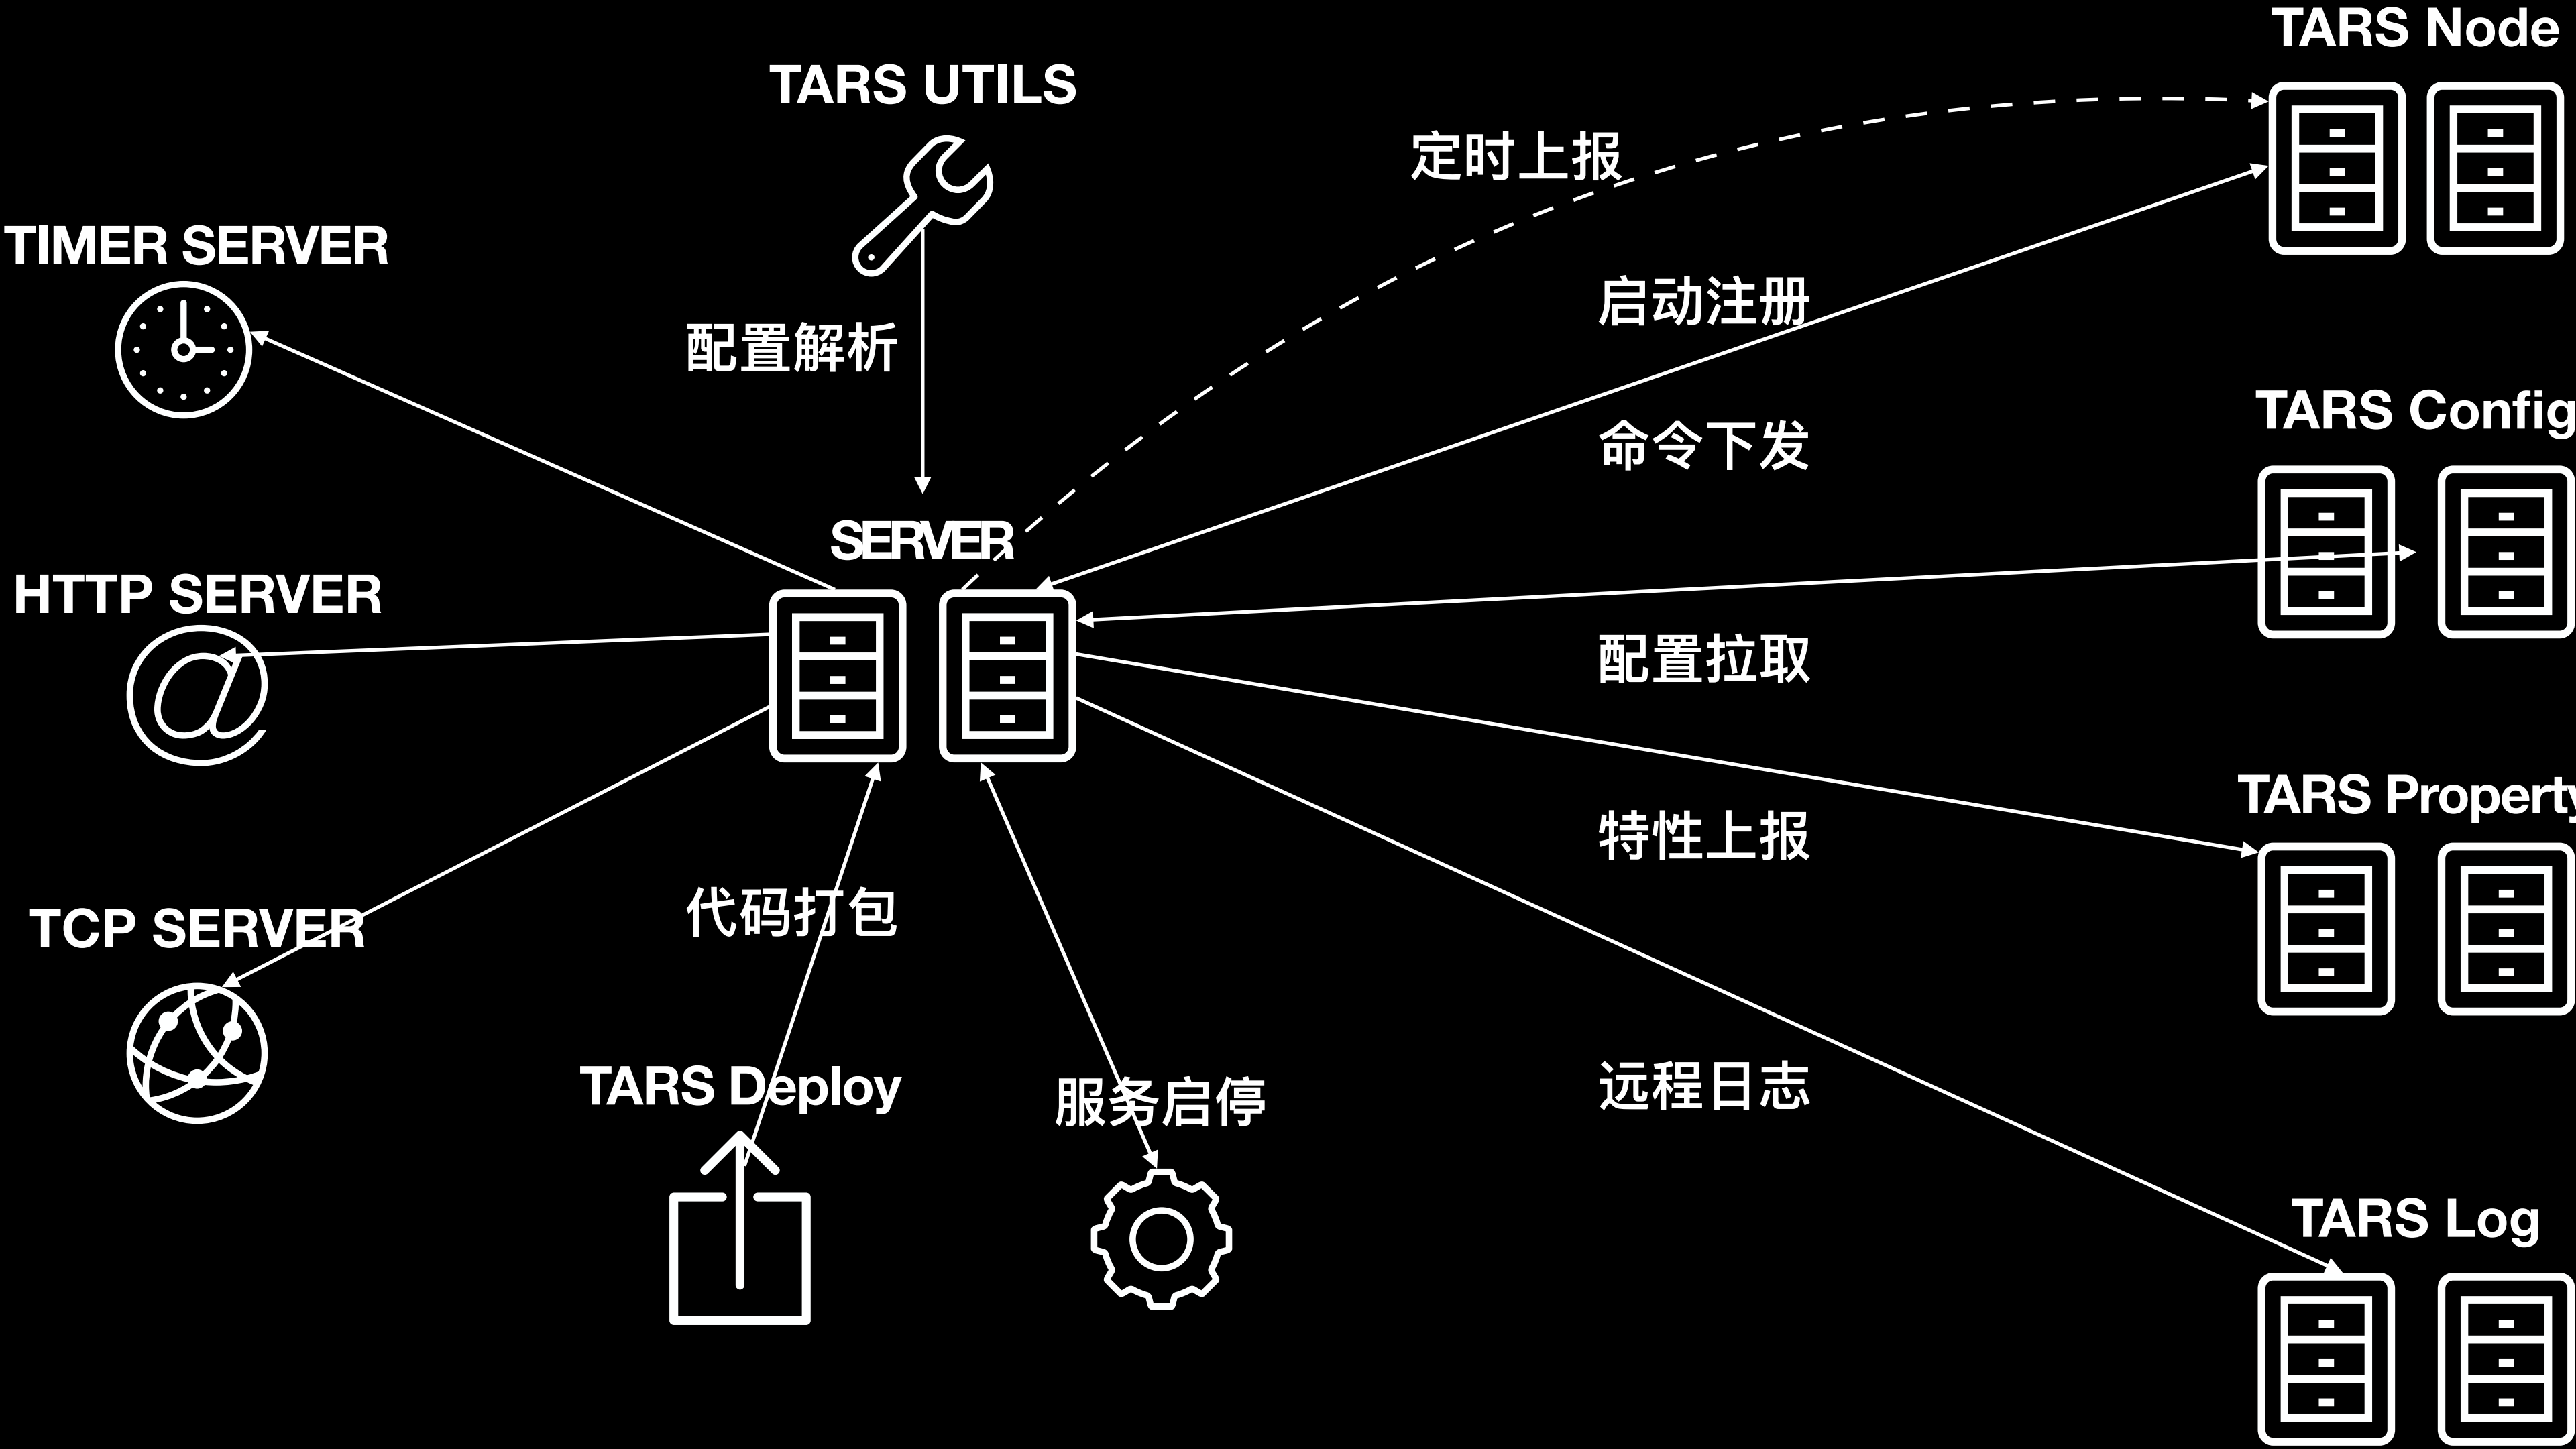 TARS Node
TARS UTILS
定时上报
TIMER SERVER
启动注册
配置解析
TARS Config
命令下发
SERVER
HTTP SERVER
配置拉取
TARS Property
特性上报
代码打包
TCP SERVER
TARS Deploy
服务启停
远程日志
TARS Log